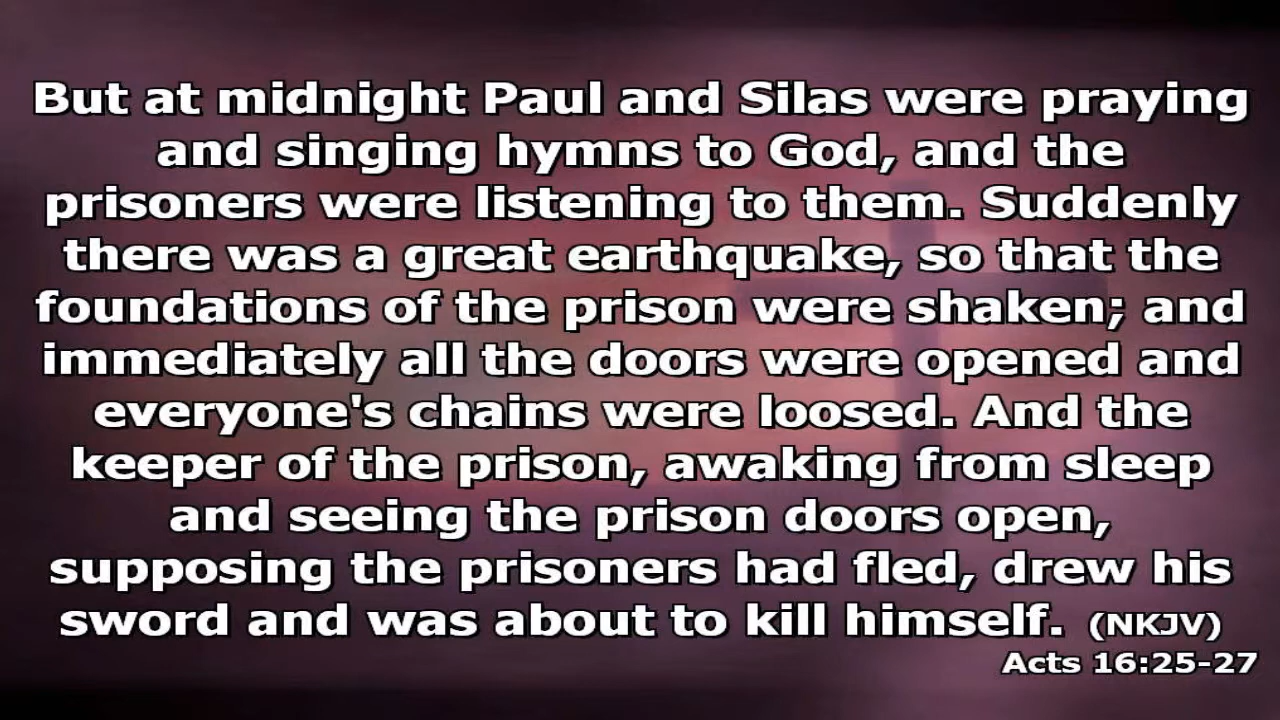 But at midnight Paul and Silas were praying
and singing hymns to God, and the
prisoners were listening to them. Suddenly
there was a great earthquake, so that the
foundations of the prison were shaken; and
immediately all the doors were opened and
everyone's chains were loosed. And the
keeper of the prison, awaking from sleep
and seeing the prison doors open,
supposing the prisoners had fled, drew his
sword and was about to kill himself. (NKJV)
Acts 16:25-27